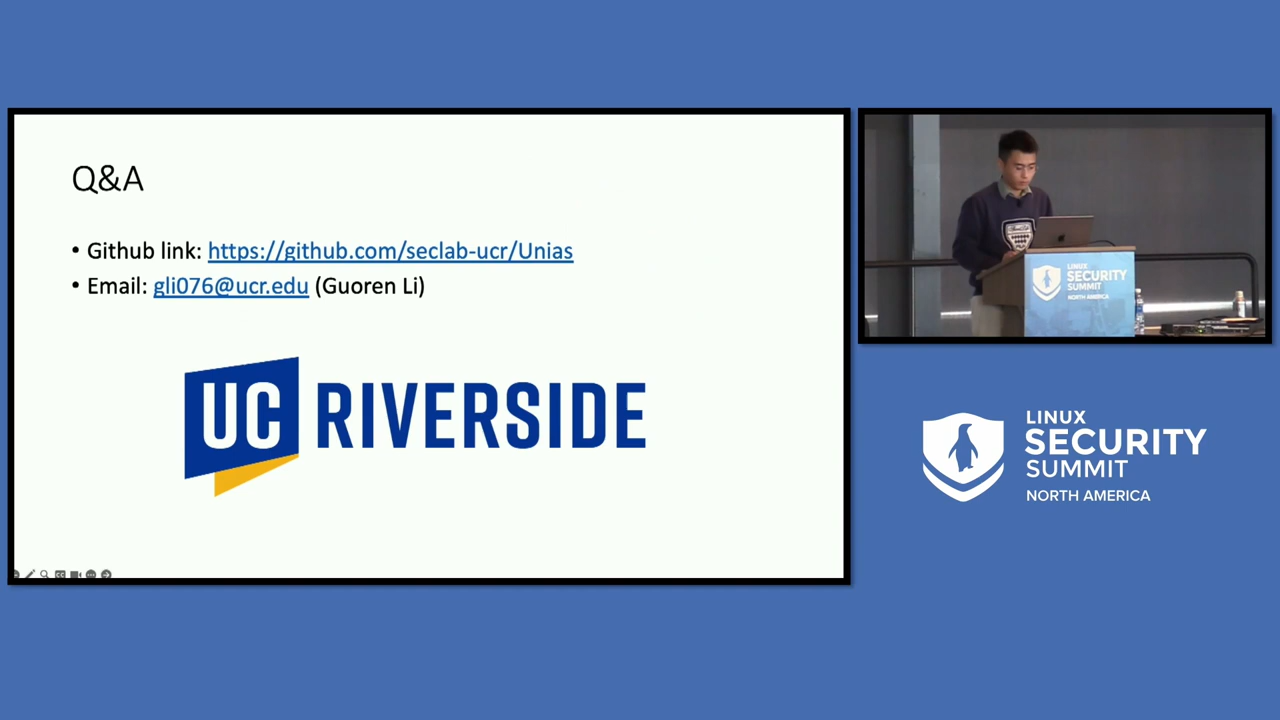 Q&A
• Github link: https://github.com/seclab-ucr/Unias
• Email: gli076@ucr.edu (Guoren Li)
UC RIVERSIDE
LINUX
SECURITY
SUMMIT
NORTH AMERICA
LINUX
SECURITY
SUMMIT
NORTH AMERICA